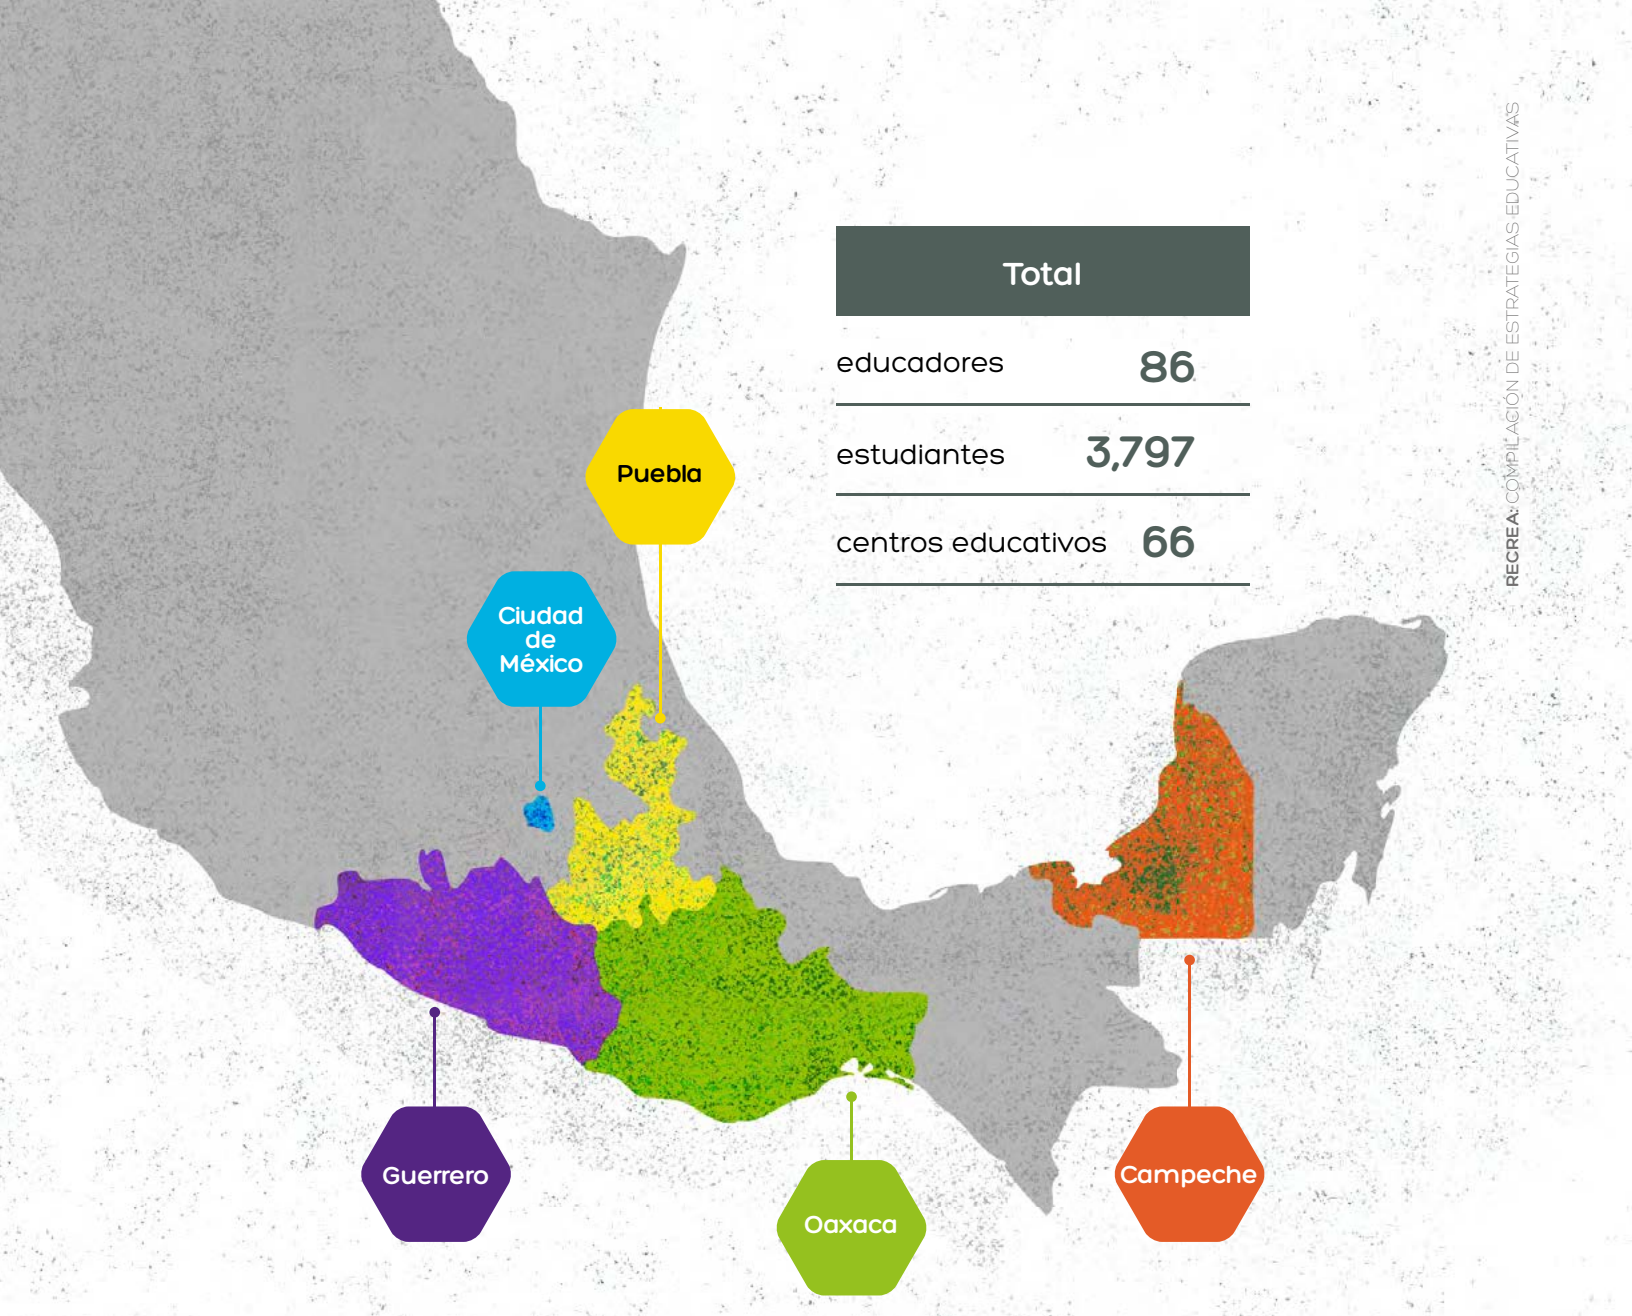 Total
educadores 86
estudiantes 3,797
centros educativos 66
Puebla
Ciudad
de
México
Guerrero
Oaxaca
Campeche
RECREA: COMPILACIÓN DE ESTRATEGIAS EDUCATIVAS